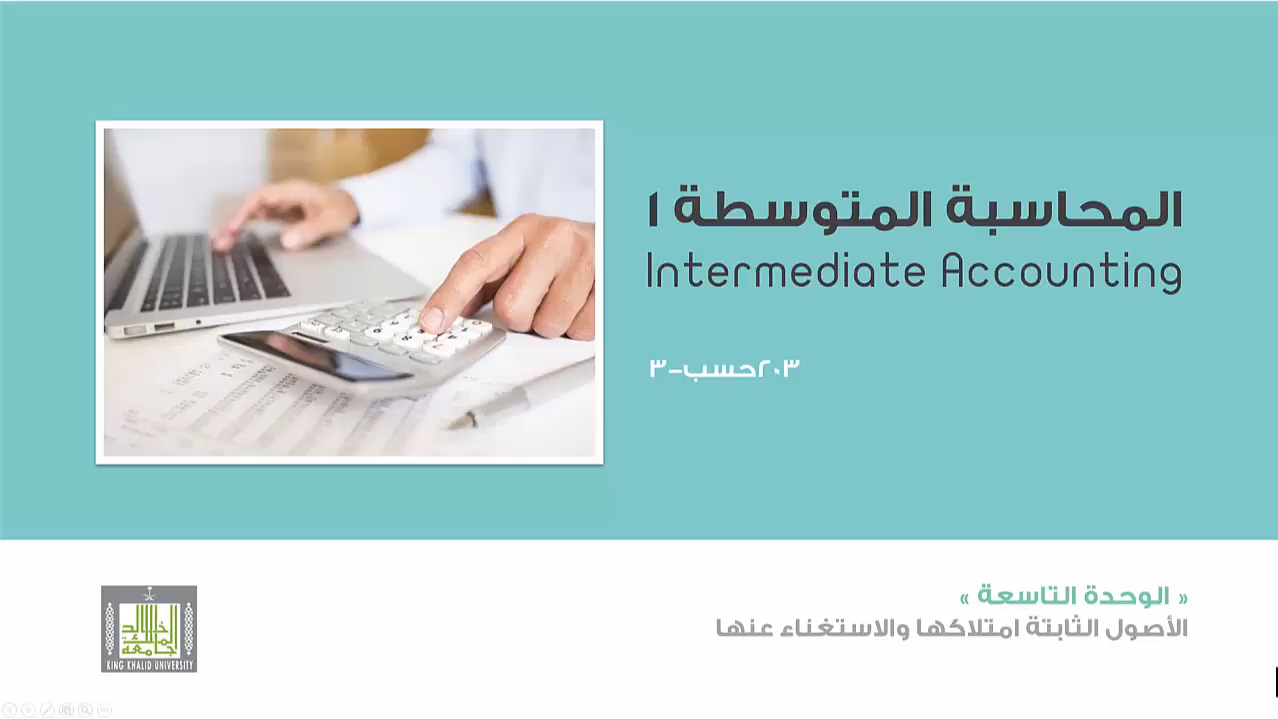 المحاسبة المتوسطة ١
Intermediate Accounting
٢٠٣حسب-٣
« الوحدة التاسعة »
الأصول الثابتة امتلاكها والاستغناء عنها
جامعة الملك خالد
KING KHALID UNIVERSITY